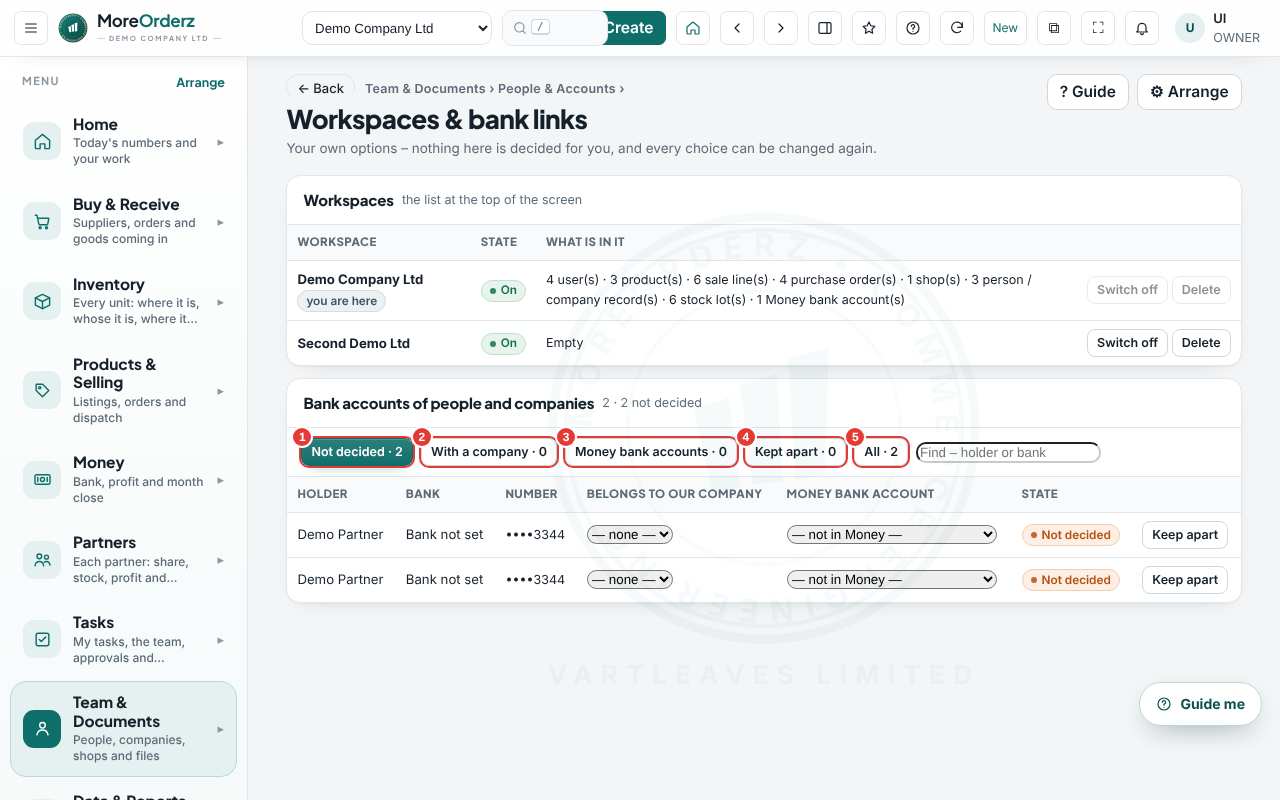 MoreOrderz
— DEMO COMPANY LTD —
Demo Company Ltd
/
Create
New
U
UI
OWNER
MENU
Arrange
Home
Today's numbers and
your work
Buy & Receive
Suppliers, orders and
goods coming in
Inventory
Every unit: where it is,
whose it is, where it...
Products &
Selling
Listings, orders and
dispatch
Money
Bank, profit and month
close
Partners
Each partner: share,
stock, profit and...
Tasks
My tasks, the team,
approvals and...
Team &
Documents
People, companies,
shops and files
Data & Reports
← Back
Team & Documents › People & Accounts ›
? Guide
⚙ Arrange
Workspaces & bank links
Your own options – nothing here is decided for you, and every choice can be changed again.
Workspaces the list at the top of the screen
WORKSPACE STATE WHAT IS IN IT
Demo Company Ltd
you are here
On
4 user(s) · 3 product(s) · 6 sale line(s) · 4 purchase order(s) · 1 shop(s) · 3 person /
company record(s) · 6 stock lot(s) · 1 Money bank account(s)
Switch off Delete
Second Demo Ltd On Empty Switch off Delete
Bank accounts of people and companies 2 · 2 not decided
1 Not decided · 2 2 With a company · 0 3 Money bank accounts · 0 4 Kept apart · 0 5 All · 2 Find – holder or bank
HOLDER BANK NUMBER BELONGS TO OUR COMPANY MONEY BANK ACCOUNT STATE
Demo Partner Bank not set ••••3344 — none — — not in Money — Not decided Keep apart
Demo Partner Bank not set ••••3344 — none — — not in Money — Not decided Keep apart
VARTLEAVES LIMITED
Guide me